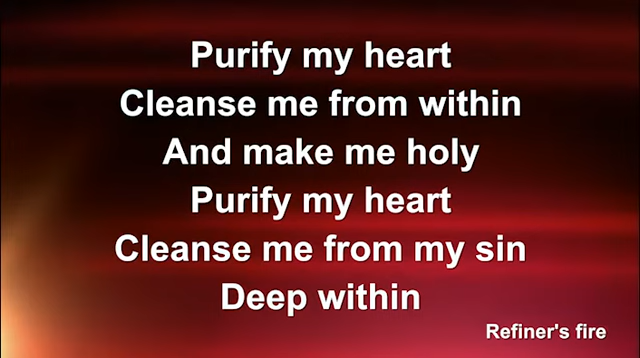 Purify my heart
Cleanse me from within
And make me holy
Purify my heart
Cleanse me from my sin
Deep within
Refiner's fire